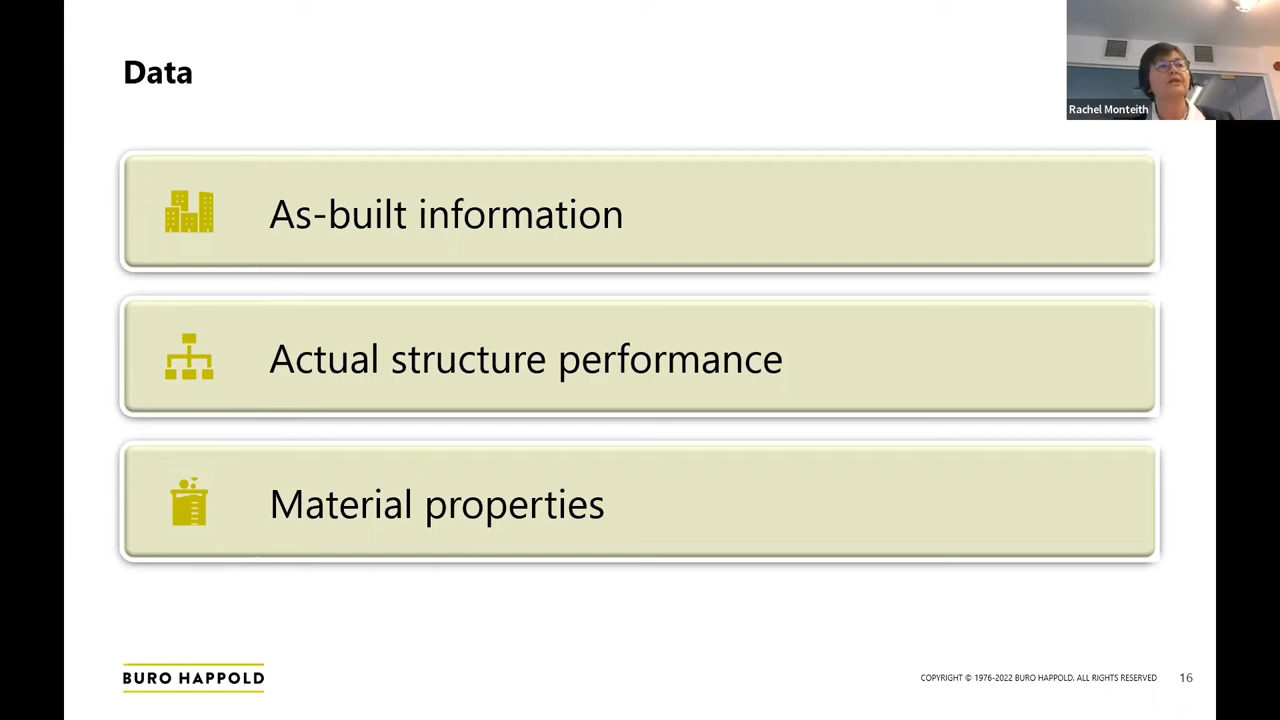 Data
Rachel Monteith
As-built information
Actual structure performance
Material properties
BURO HAPPOLD
COPYRIGHT © 1976-2022 BURO HAPPOLD. ALL RIGHTS RESERVED
16